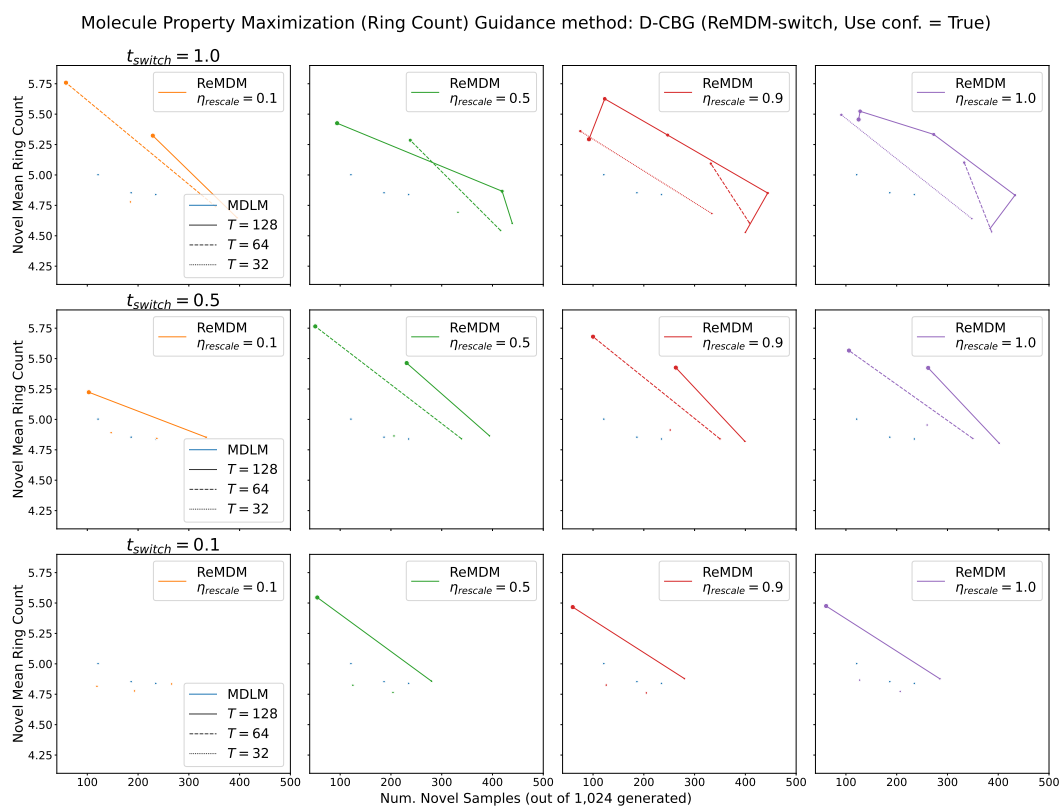 Molecule Property Maximization (Ring Count) Guidance method: D-CBG (ReMDM-switch, Use conf. = True)
t_switch = 1.0
Novel Mean Ring Count
5.75
5.50
5.25
5.00
4.75
4.50
4.25
ReMDM
η_rescale = 0.1
MDLM
T = 128
T = 64
T = 32
ReMDM
η_rescale = 0.5
ReMDM
η_rescale = 0.9
ReMDM
η_rescale = 1.0
t_switch = 0.5
Novel Mean Ring Count
5.75
5.50
5.25
5.00
4.75
4.50
4.25
ReMDM
η_rescale = 0.1
MDLM
T = 128
T = 64
T = 32
ReMDM
η_rescale = 0.5
ReMDM
η_rescale = 0.9
ReMDM
η_rescale = 1.0
t_switch = 0.1
Novel Mean Ring Count
5.75
5.50
5.25
5.00
4.75
4.50
4.25
ReMDM
η_rescale = 0.1
MDLM
T = 128
T = 64
T = 32
ReMDM
η_rescale = 0.5
ReMDM
η_rescale = 0.9
ReMDM
η_rescale = 1.0
100 200 300 400 500
100 200 300 400 500
100 200 300 400 500
100 200 300 400 500
Num. Novel Samples (out of 1,024 generated)